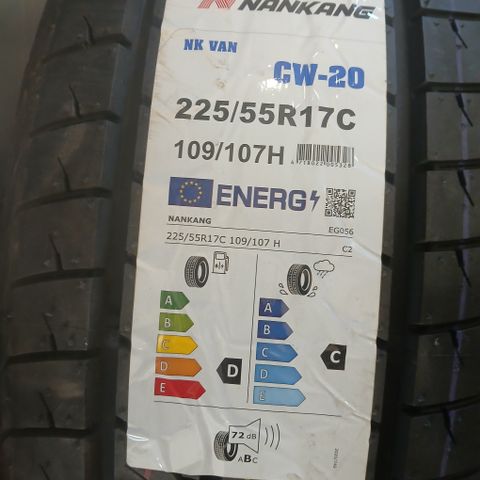 NANKANG
NK VAN
CW-20
225/55R17C
109/107H
ENERG
NANKANG
EG056
225/55R17C 109/107 H
C2
A
B
C
D
E
D
A
B
C
D
E
C
72 dB
ABC